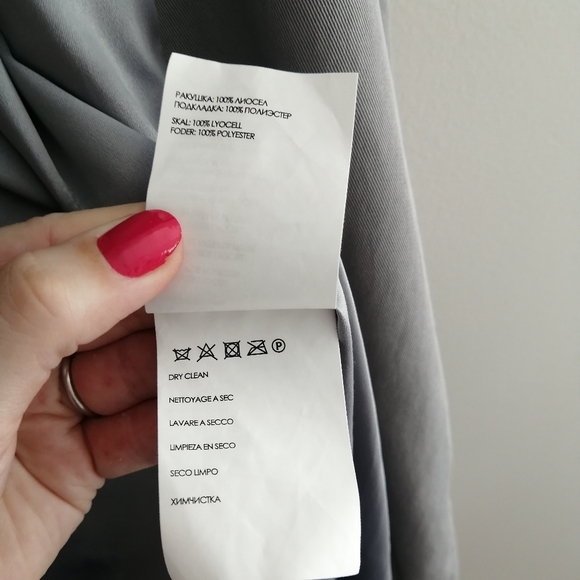 РАКУШКА: 100% ЛИОСЕЛ
ПОДКЛАДКА: 100% ПОЛИЭСТЕР
SKAL: 100% LYOCELL
FODER: 100% POLYESTER
P
DRY CLEAN
NETTOYAGE A SEC
LAVARE A SECCO
LIMPIEZA EN SECO
SECO LIMPO
ХИМЧИСТКА